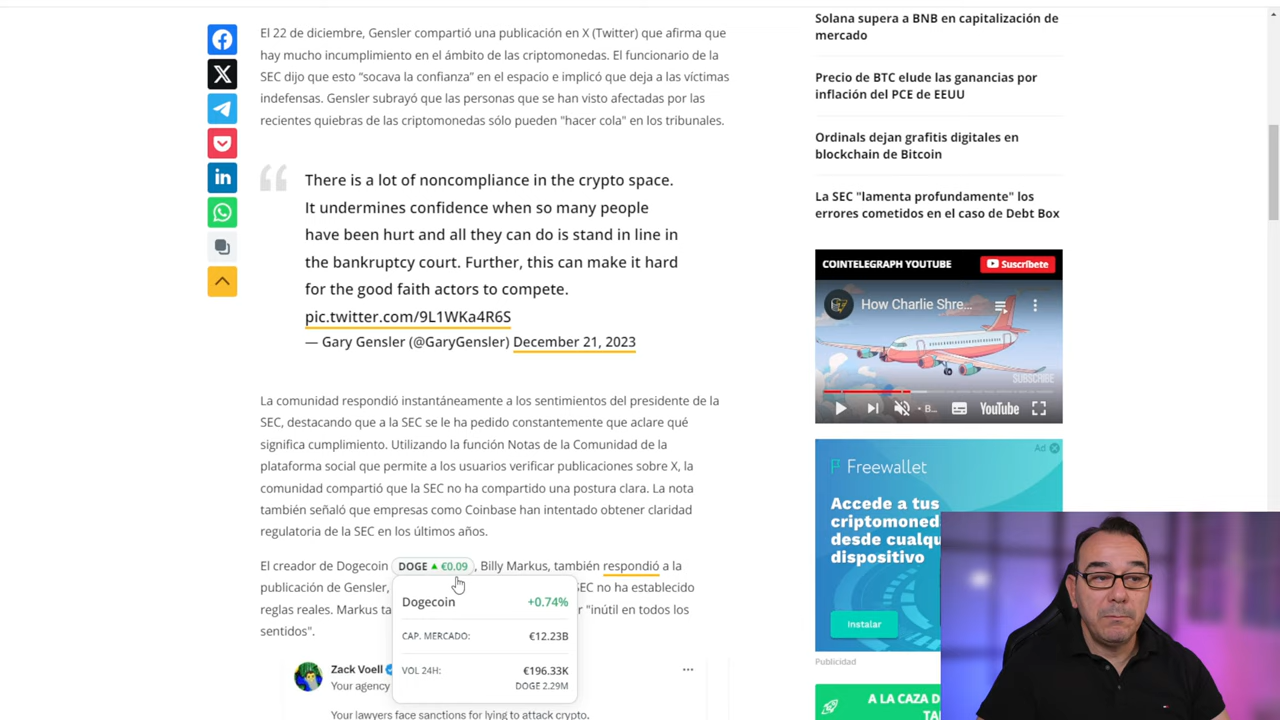 El 22 de diciembre, Gensler compartió una publicación en X (Twitter) que afirma que
hay mucho incumplimiento en el ámbito de las criptomonedas. El funcionario de la
SEC dijo que esto “socava la confianza” en el espacio e implicó que deja a las víctimas
indefensas. Gensler subrayó que las personas que se han visto afectadas por las
recientes quiebras de las criptomonedas sólo pueden "hacer cola" en los tribunales.
There is a lot of noncompliance in the crypto space.
It undermines confidence when so many people
have been hurt and all they can do is stand in line in
the bankruptcy court. Further, this can make it hard
for the good faith actors to compete.
pic.twitter.com/9L1WKa4R6S
— Gary Gensler (@GaryGensler) December 21, 2023
La comunidad respondió instantáneamente a los sentimientos del presidente de la
SEC, destacando que a la SEC se le ha pedido constantemente que aclare qué
significa cumplimiento. Utilizando la función Notas de la Comunidad de la
plataforma social que permite a los usuarios verificar publicaciones sobre X, la
comunidad compartió que la SEC no ha compartido una postura clara. La nota
también señaló que empresas como Coinbase han intentado obtener claridad
regulatoria de la SEC en los últimos años.
El creador de Dogecoin DOGE ▲ €0.09 , Billy Markus, también respondió a la
publicación de Gensler, SEC no ha establecido
reglas reales. Markus ta "inútil en todos los
sentidos".
Dogecoin +0.74%
CAP. MERCADO: €12.23B
VOL 24H: €196.33K
DOGE 2.29M
Zack Voell
Your agency
Your lawyers face sanctions for lying to attack crypto.
Solana supera a BNB en capitalización de
mercado
Precio de BTC elude las ganancias por
inflación del PCE de EEUU
Ordinals dejan grafitis digitales en
blockchain de Bitcoin
La SEC "lamenta profundamente" los
errores cometidos en el caso de Debt Box
COINTELEGRAPH YOUTUBE Suscríbete
How Charlie Shre...
SUBSCRIBE
B... YouTube
Ad
Freewallet
Accede a tus
criptomoned
desde cualqu
dispositivo
Instalar
Publicidad
A LA CAZA D